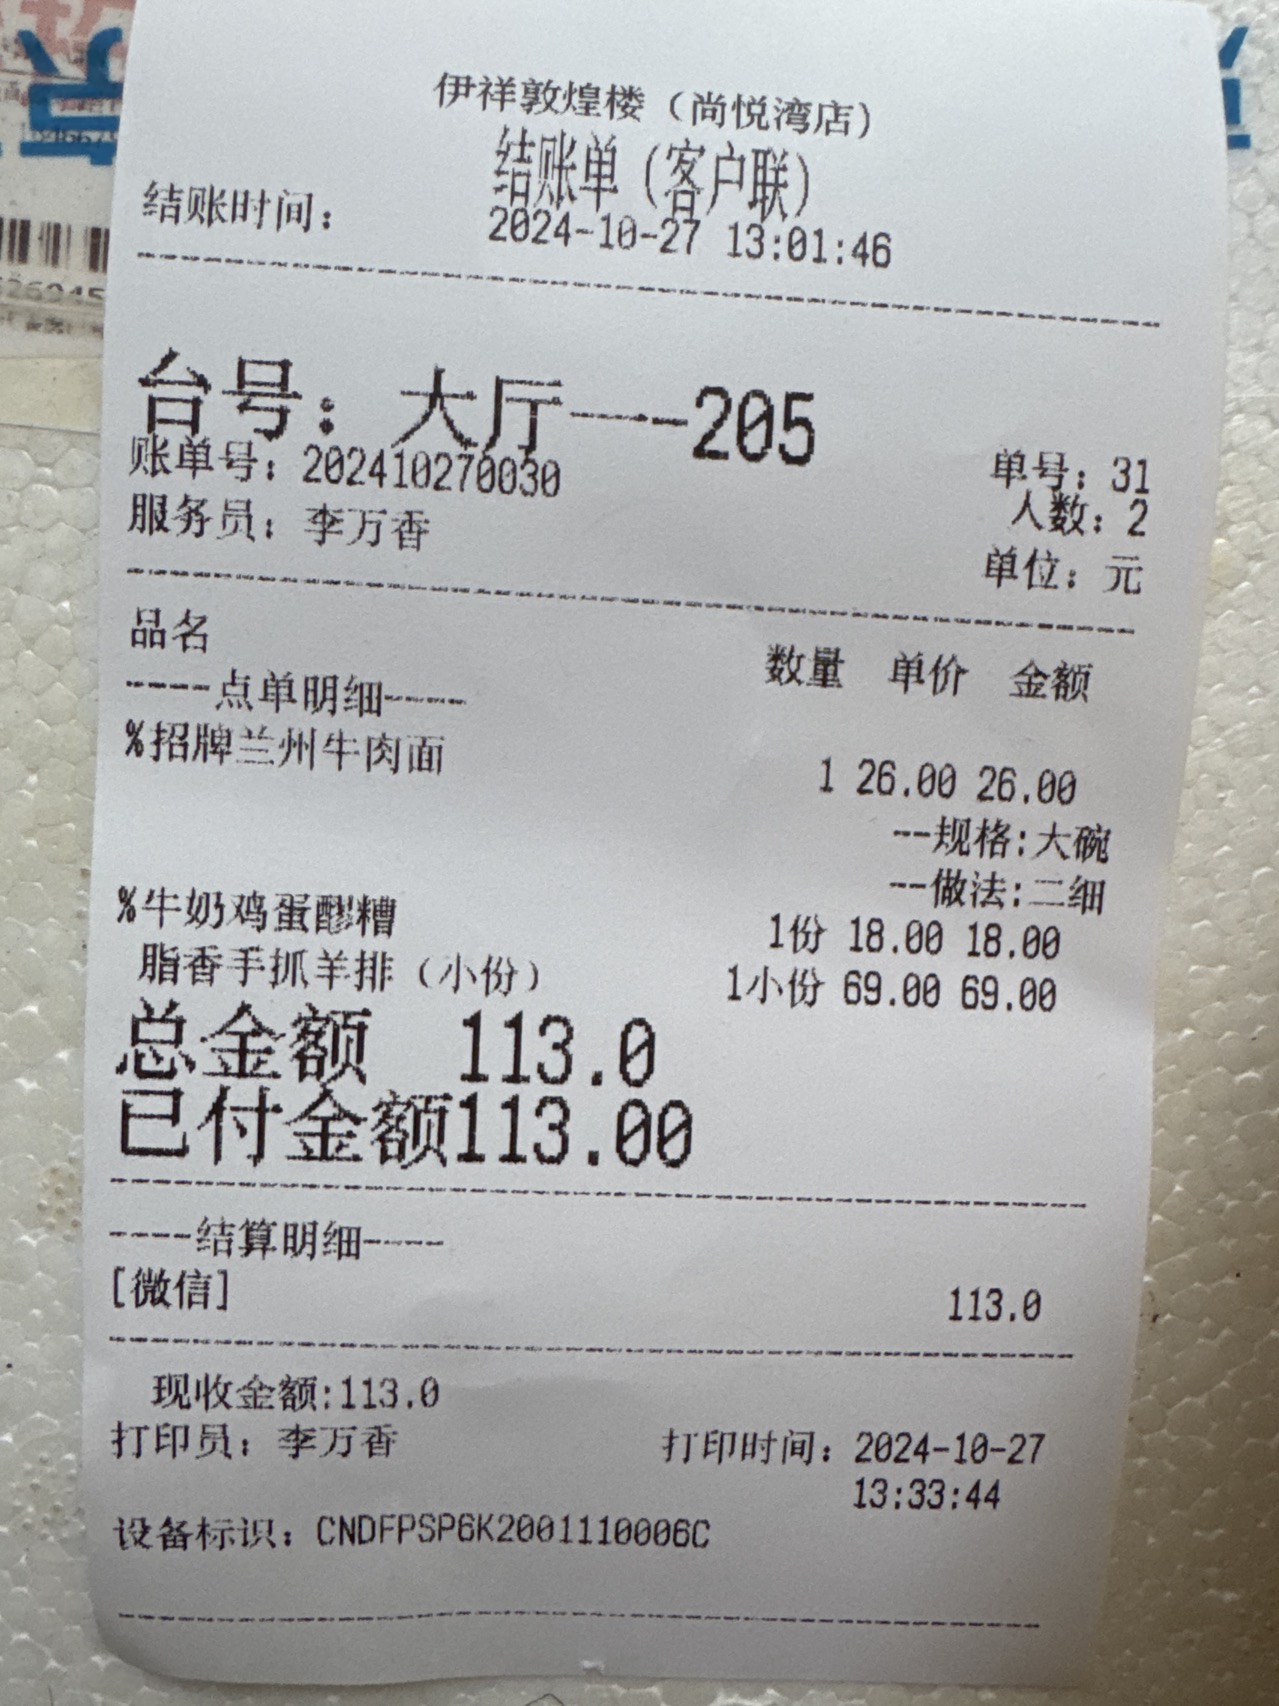 伊祥敦煌楼（尚悦湾店）
结账单（客户联）
结账时间： 2024-10-27 13:01:46
台号：大厅---205
账单号：202410270030 单号：31
服务员：李万香 人数：2
单位：元
品名 数量 单价 金额
-----点单明细-----
%招牌兰州牛肉面 1 26.00 26.00
--规格:大碗
--做法:二细
%牛奶鸡蛋醪糟 1份 18.00 18.00
脂香手抓羊排（小份） 1小份 69.00 69.00
总金额 113.0
已付金额113.00
-----结算明细-----
[微信] 113.0
现收金额:113.0
打印员：李万香 打印时间：2024-10-27
13:33:44
设备标识：CNDFPSP6K2001110006C